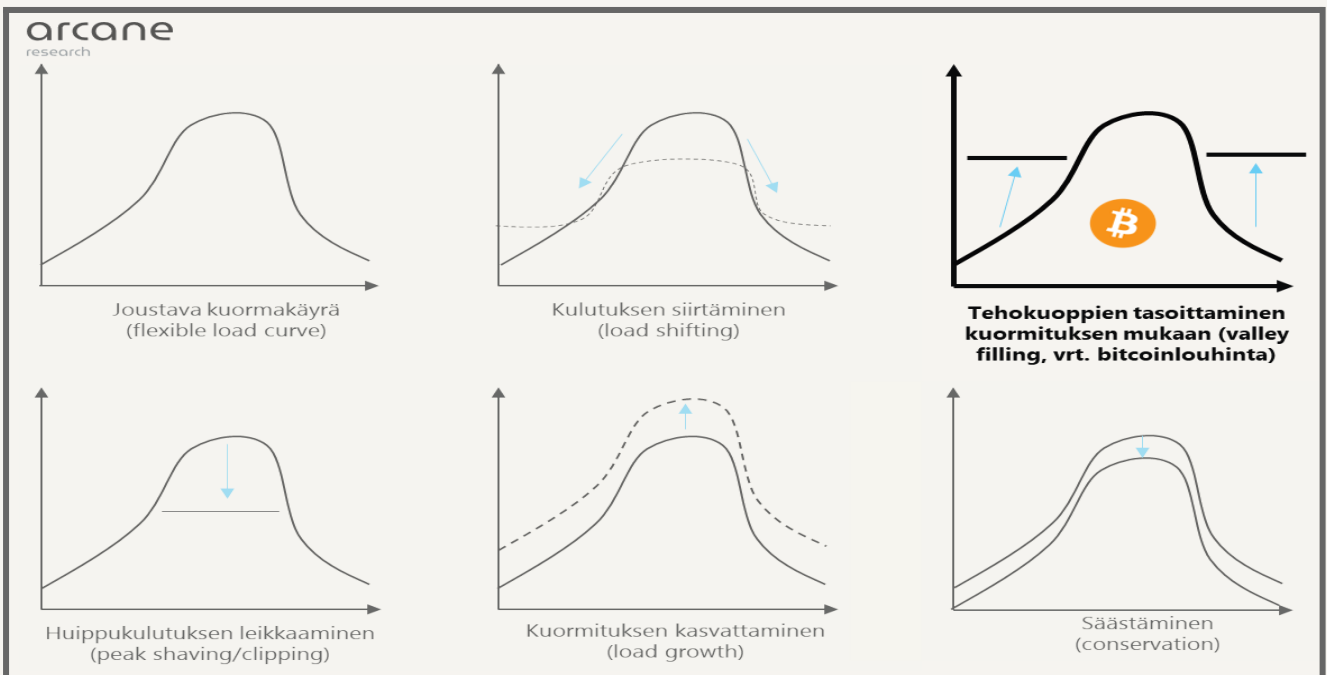 arcane
research
Joustava kuormakäyrä
(flexible load curve)
Kulutuksen siirtäminen
(load shifting)
Tehokuoppien tasoittaminen
kuormituksen mukaan (valley
filling, vrt. bitcoinlouhinta)
Huippukulutuksen leikkaaminen
(peak shaving/clipping)
Kuormituksen kasvattaminen
(load growth)
Säästäminen
(conservation)